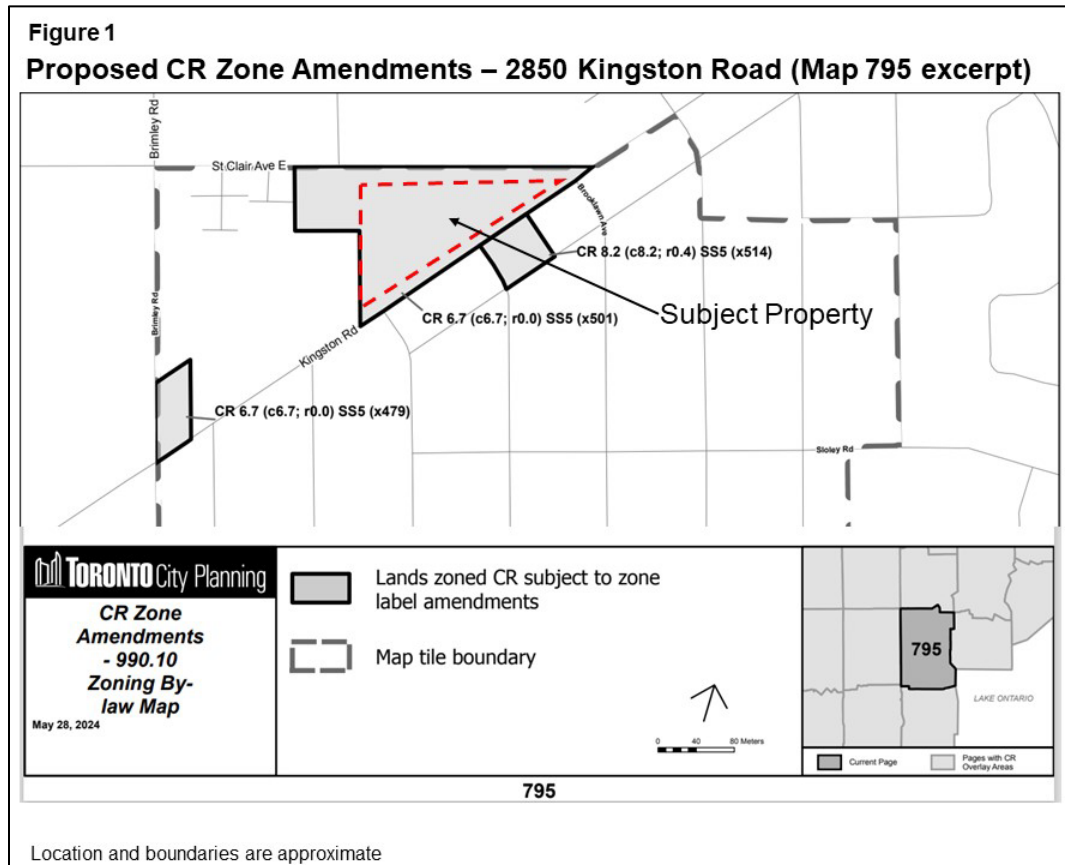 Figure 1
Proposed CR Zone Amendments – 2850 Kingston Road (Map 795 excerpt)
Brimley Rd
St Clair Ave E
Brooklawn Ave
CR 8.2 (c8.2; r0.4) SS5 (x514)
Brimley Rd
CR 6.7 (c6.7; r0.0) SS5 (x501)
Subject Property
Kingston Rd
CR 6.7 (c6.7; r0.0) SS5 (x479)
Sloley Rd
TORONTO City Planning
CR Zone
Amendments
- 990.10
Zoning By-
law Map
May 28, 2024
Lands zoned CR subject to zone
label amendments
Map tile boundary
0 40 80 Meters
795
LAKE ONTARIO
Current Page
Pages with CR
Overlay Areas
795
Location and boundaries are approximate